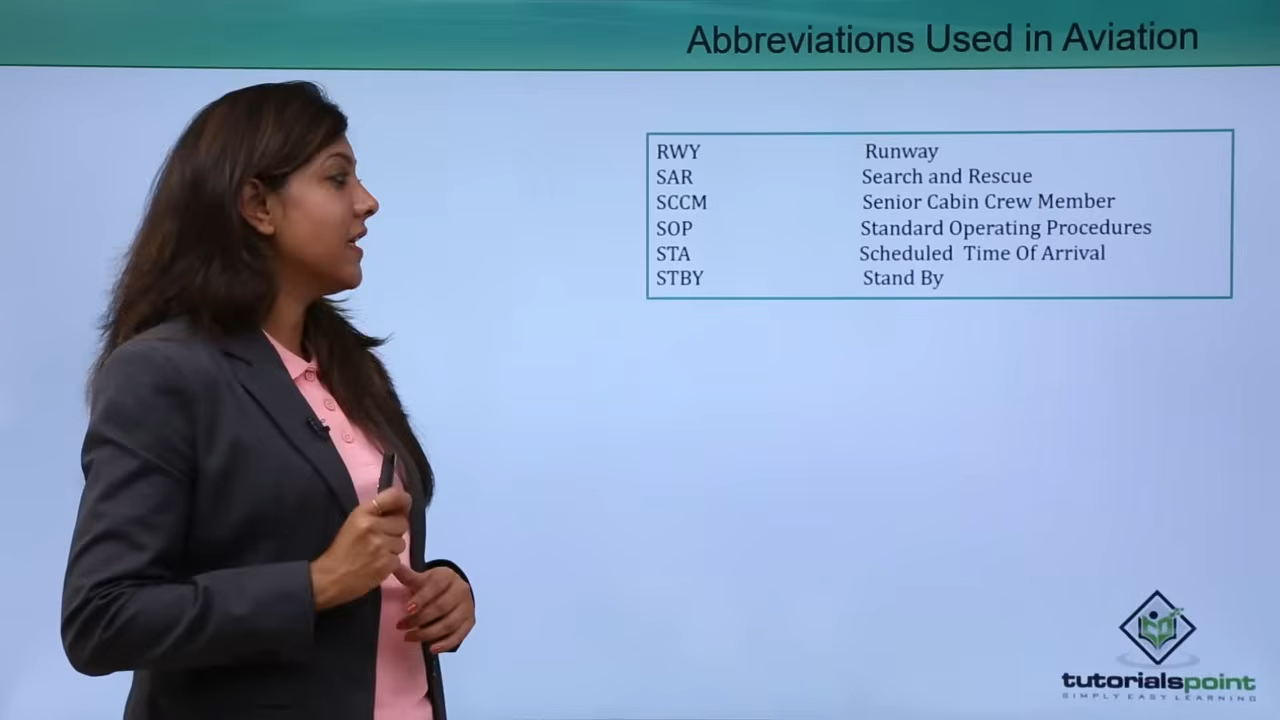 Abbreviations Used in Aviation
RWY Runway
SAR Search and Rescue
SCCM Senior Cabin Crew Member
SOP Standard Operating Procedures
STA Scheduled Time Of Arrival
STBY Stand By
tutorialspoint
SIMPLY EASY LEARNING